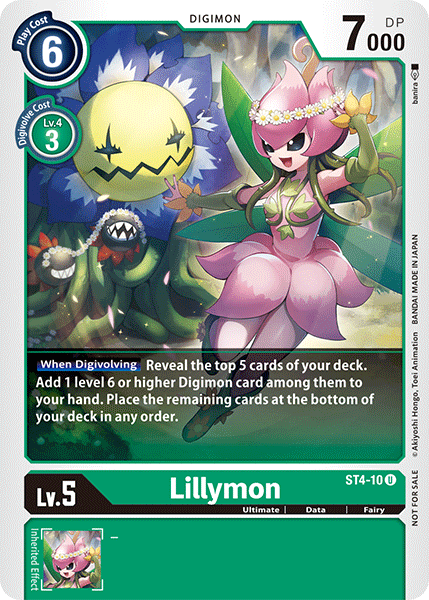 Play Cost
6
DIGIMON
7000
DP
Digivolve Cost
Lv.4
3
banira
When Digivolving Reveal the top 5 cards of your deck.
Add 1 level 6 or higher Digimon card among them to
your hand. Place the remaining cards at the bottom of
your deck in any order.
©Akiyoshi Hongo, Toei Animation BANDAI MADE IN JAPAN
NOT FOR SALE
Lv.5
Lillymon
ST4-10 U
Ultimate | Data | Fairy
Inherited Effect
–